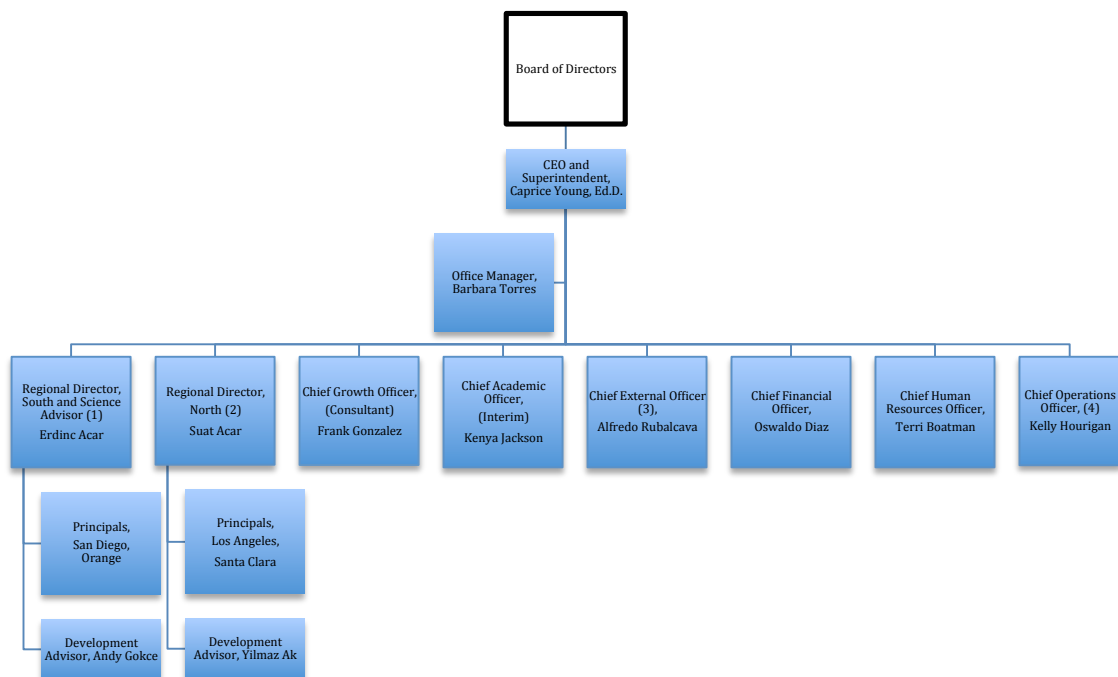 Board of Directors
CEO and
Superintendent,
Caprice Young, Ed.D.
Office Manager,
Barbara Torres
Regional Director,
South and Science
Advisor (1)
Erdinc Acar
Regional Director,
North (2)
Suat Acar
Chief Growth Officer,
(Consultant)
Frank Gonzalez
Chief Academic
Officer,
(Interim)
Kenya Jackson
Chief External Officer
(3),
Alfredo Rubalcava
Chief Financial
Officer,
Oswaldo Diaz
Chief Human
Resources Officer,
Terri Boatman
Chief Operations
Officer, (4)
Kelly Hourigan
Principals,
San Diego,
Orange
Principals,
Los Angeles,
Santa Clara
Development
Advisor, Andy Gokce
Development
Advisor, Yilmaz Ak